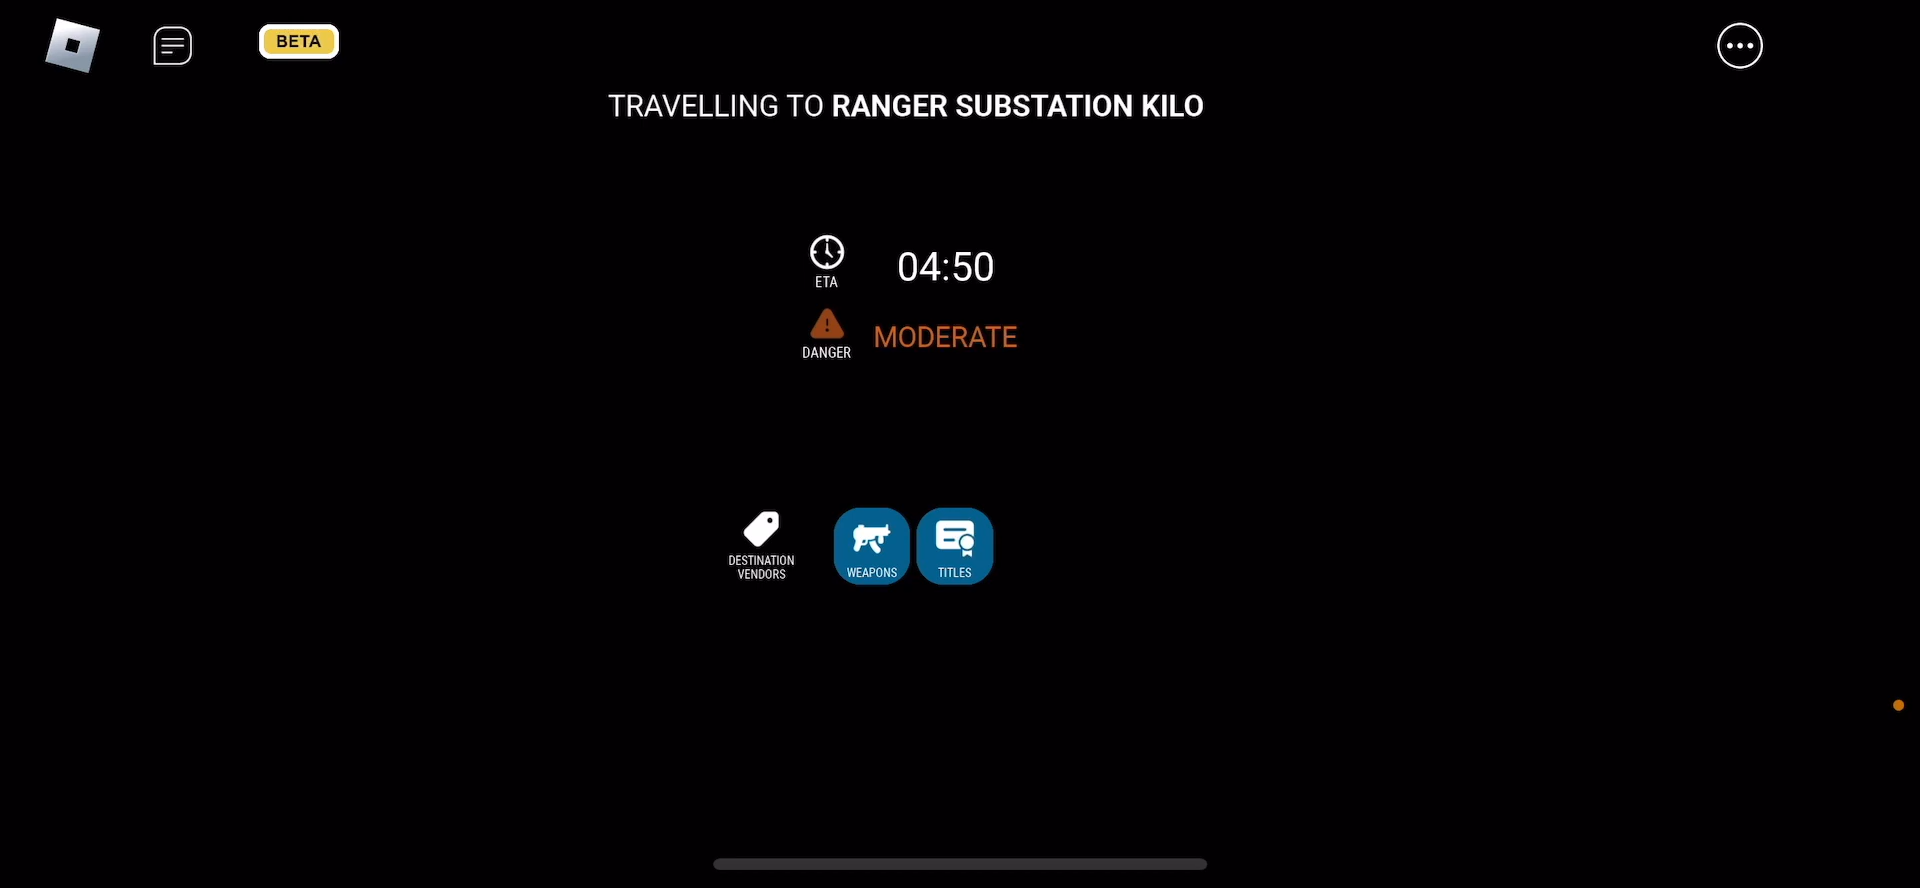 BETA
TRAVELLING TO RANGER SUBSTATION KILO
04:50
ETA
MODERATE
DANGER
DESTINATION
VENDORS
WEAPONS
TITLES